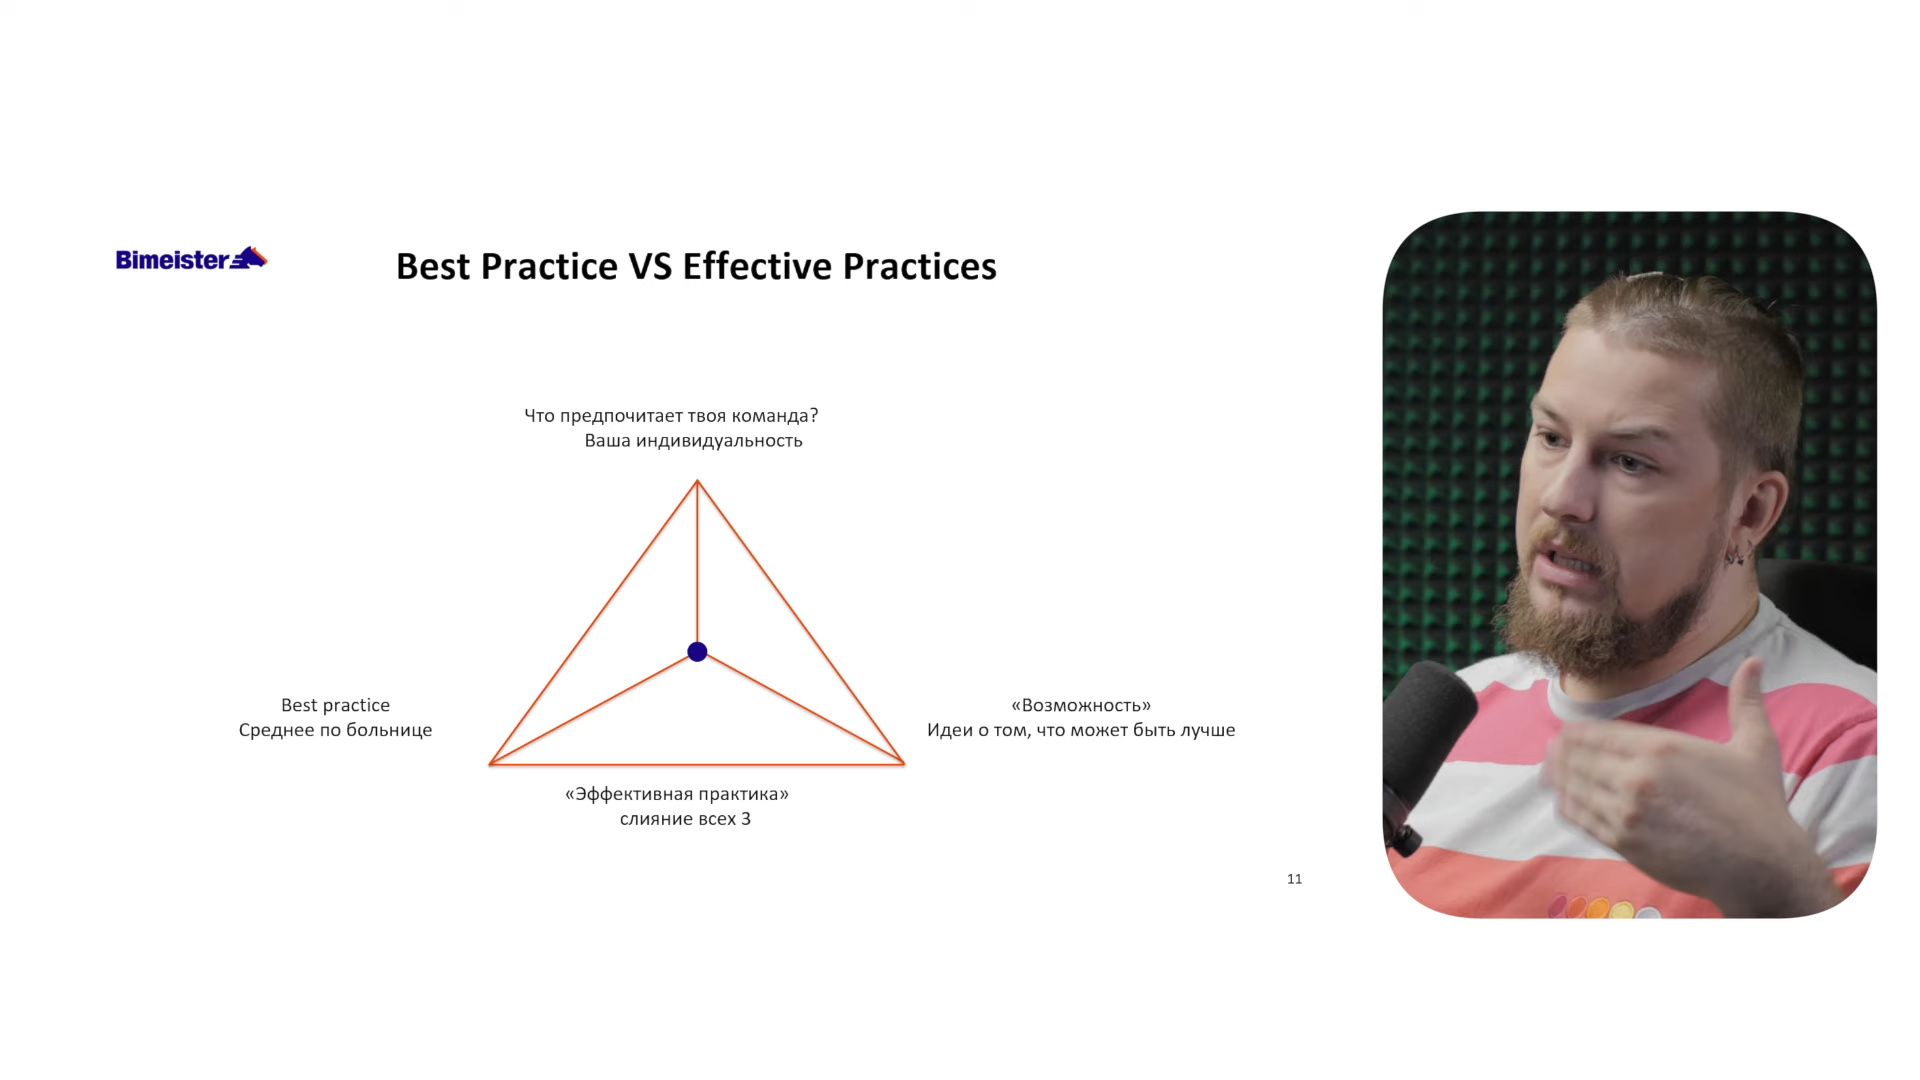 Bimeister
Best Practice VS Effective Practices
Что предпочитает твоя команда?
Ваша индивидуальность
Best practice
Среднее по больнице
«Возможность»
Идеи о том, что может быть лучше
«Эффективная практика»
слияние всех 3
11